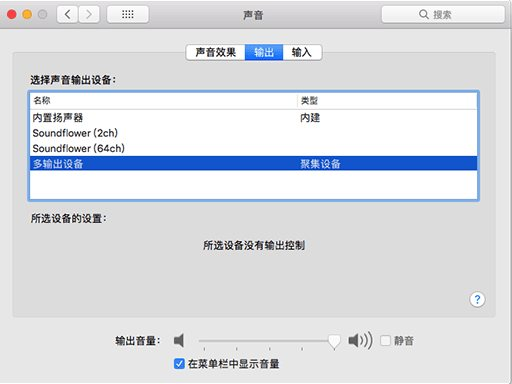 声音
搜索
声音效果 输出 输入
选择声音输出设备：
名称 类型
内置扬声器 内建
Soundflower (2ch)
Soundflower (64ch)
多输出设备 聚集设备
所选设备的设置：
所选设备没有输出控制
?
输出音量： 静音
在菜单栏中显示音量